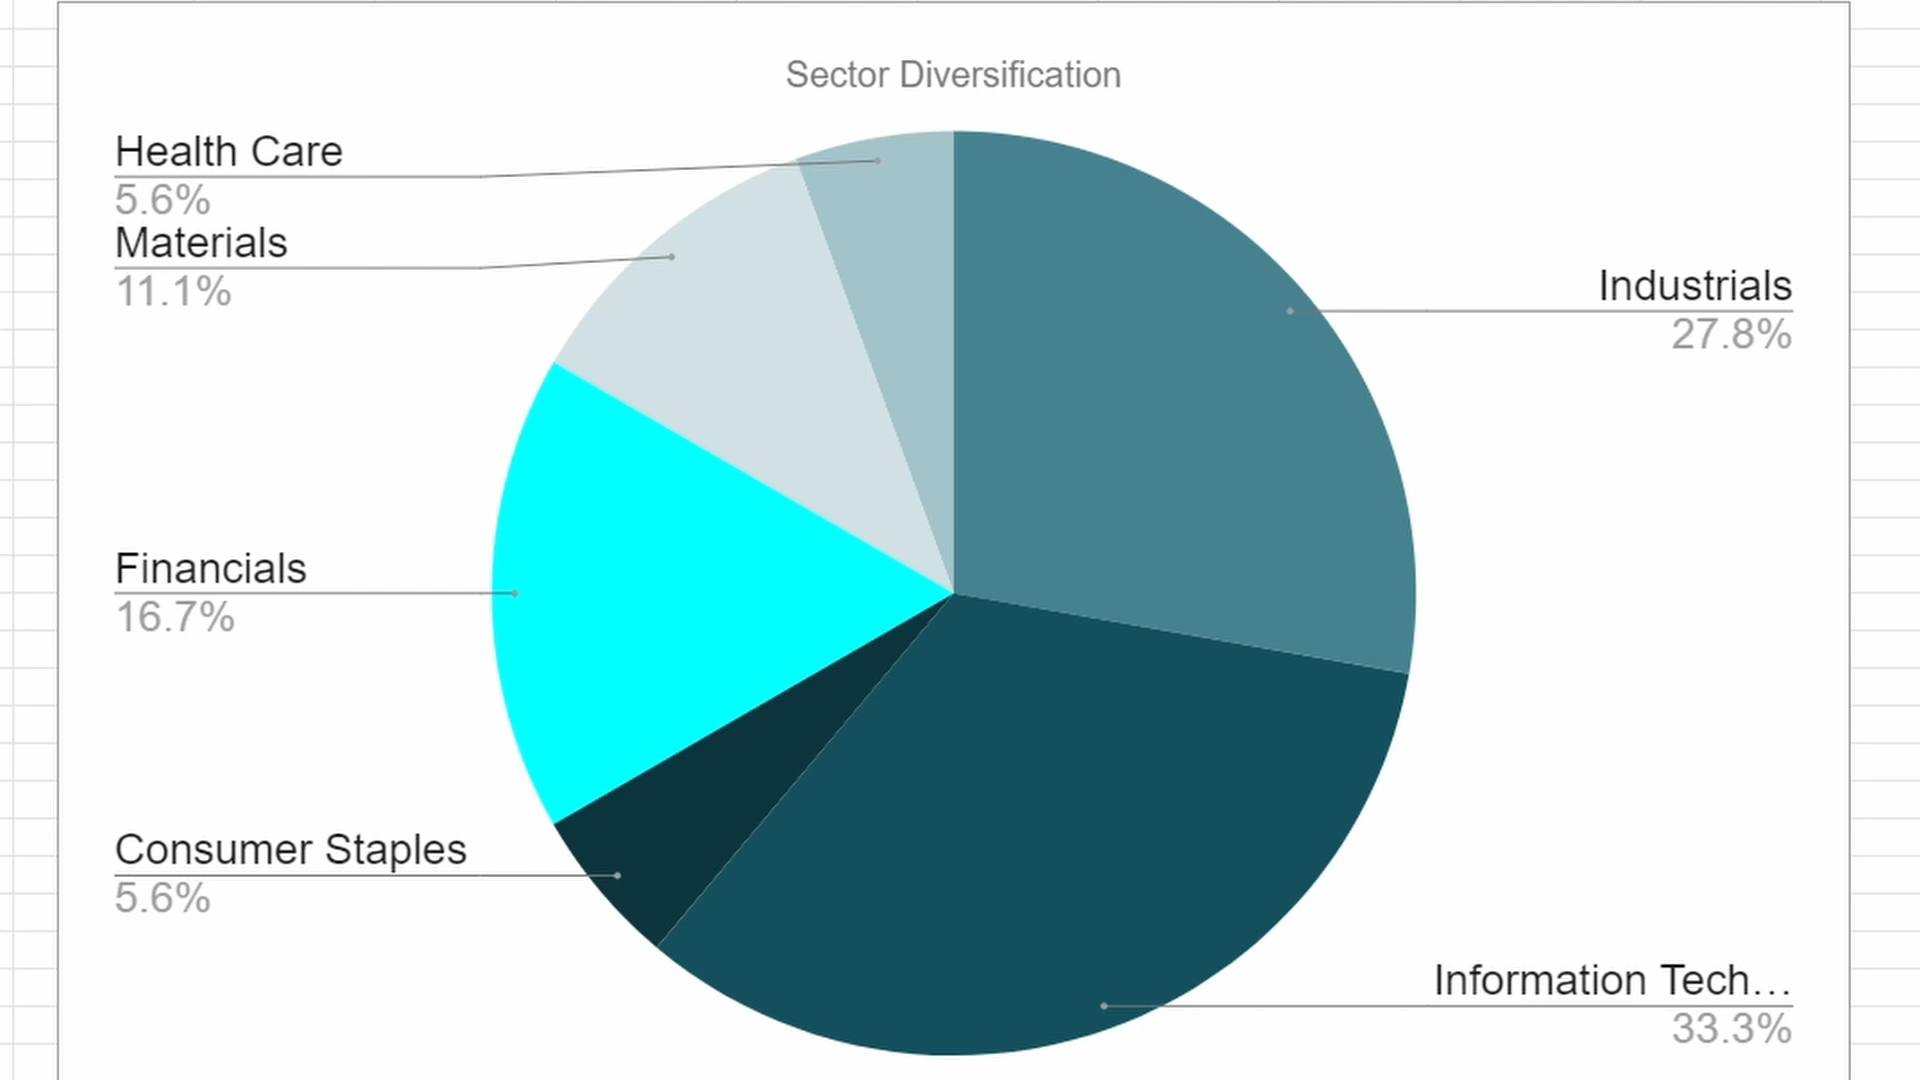 Sector Diversification
Health Care
5.6%
Materials
11.1%
Financials
16.7%
Consumer Staples
5.6%
Industrials
27.8%
Information Tech…
33.3%